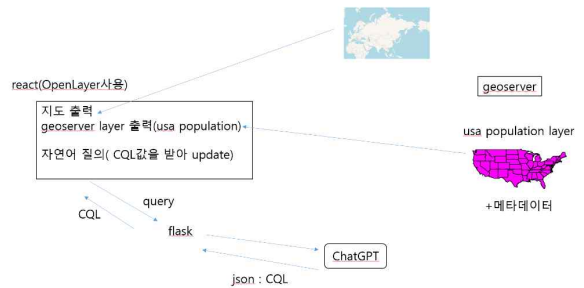 react(OpenLayer사용)
geoserver
지도 출력
geoserver layer 출력(usa population)
자연어 질의( CQL값을 받아 update)
usa population layer
+메타데이터
query
CQL
flask
ChatGPT
json : CQL